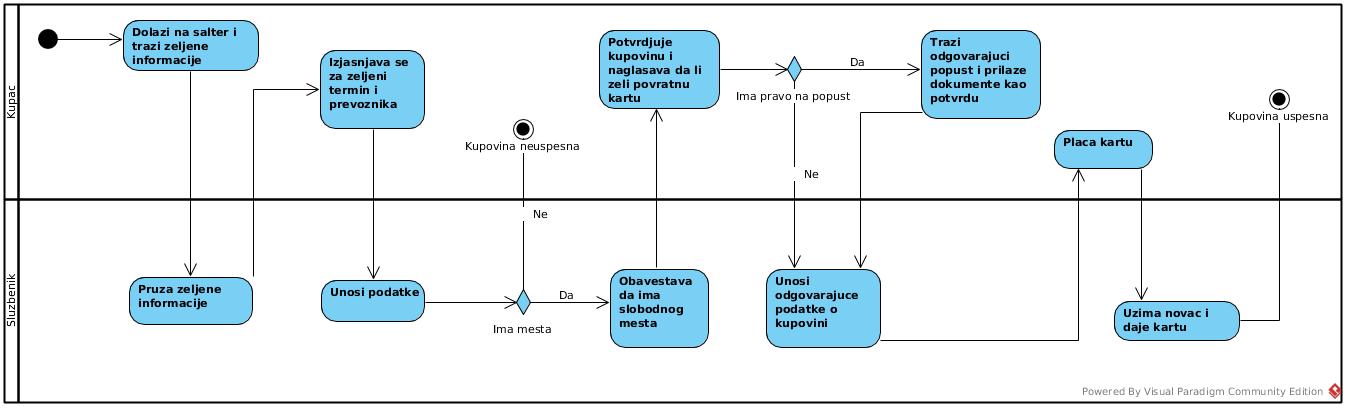 Kupac
Dolazi na salter i
trazi zeljene
informacije
Izjasnjava se
za zeljeni
termin i
prevoznika
Kupovina neuspesna
Potvrdjuje
kupovinu i
naglasava da li
zeli povratnu
kartu
Ima pravo na popust
Da
Ne
Trazi
odgovarajuci
popust i prilaze
dokumente kao
potvrdu
Placa kartu
Kupovina uspesna
Sluzbenik
Pruza zeljene
informacije
Unosi podatke
Ne
Ima mesta
Da
Obavestava
da ima
slobodnog
mesta
Unosi
odgovarajuce
podatke o
kupovini
Uzima novac i
daje kartu
Powered By Visual Paradigm Community Edition